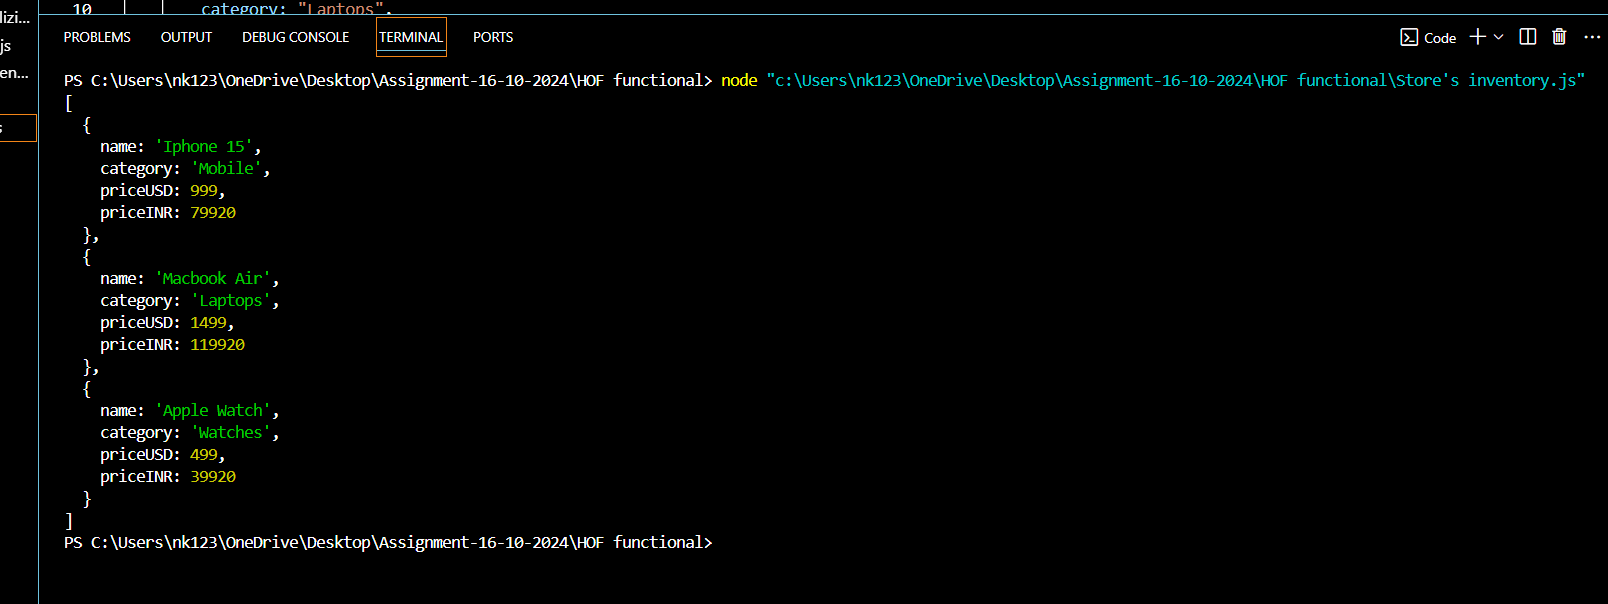 10 category: "Laptops",
lizi...
js
en...
PROBLEMS OUTPUT DEBUG CONSOLE TERMINAL PORTS Code
PS C:\Users\nk123\OneDrive\Desktop\Assignment-16-10-2024\HOF functional> node "c:\Users\nk123\OneDrive\Desktop\Assignment-16-10-2024\HOF functional\Store's inventory.js"
[
  {
    name: 'Iphone 15',
    category: 'Mobile',
    priceUSD: 999,
    priceINR: 79920
  },
  {
    name: 'Macbook Air',
    category: 'Laptops',
    priceUSD: 1499,
    priceINR: 119920
  },
  {
    name: 'Apple Watch',
    category: 'Watches',
    priceUSD: 499,
    priceINR: 39920
  }
]
PS C:\Users\nk123\OneDrive\Desktop\Assignment-16-10-2024\HOF functional>